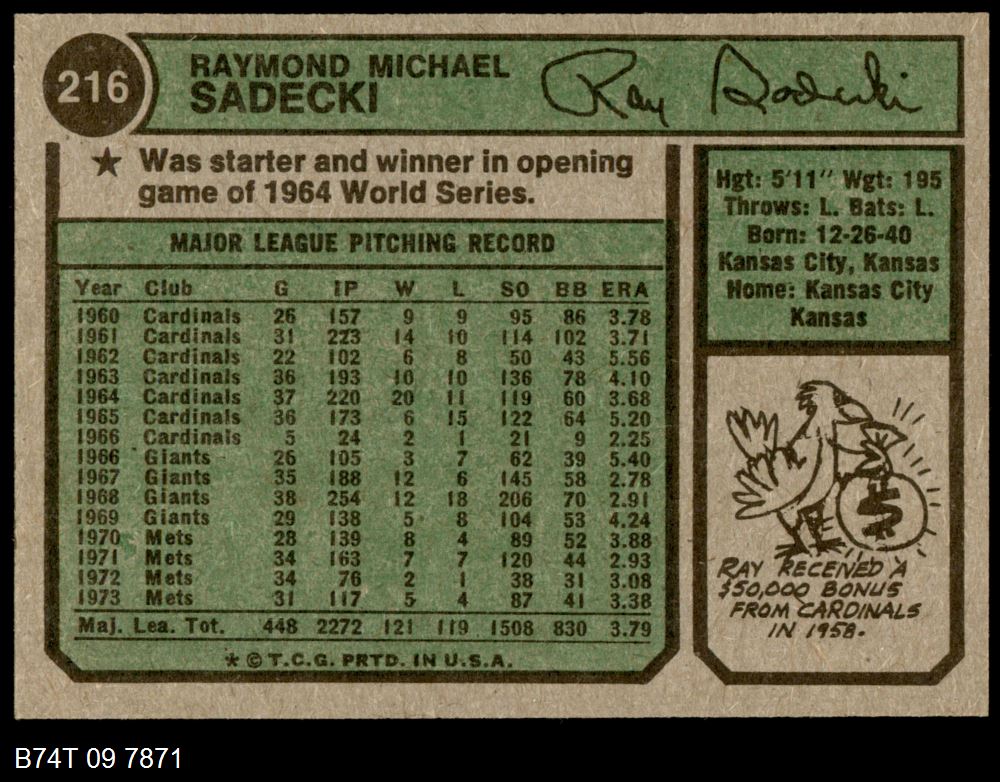 216
RAYMOND MICHAEL
SADECKI
Ray Sadecki
★ Was starter and winner in opening
game of 1964 World Series.
MAJOR LEAGUE PITCHING RECORD
Year Club G IP W L SO BB ERA
1960 Cardinals 26 157 9 9 95 86 3.78
1961 Cardinals 31 223 14 10 114 102 3.71
1962 Cardinals 22 102 6 8 50 43 5.56
1963 Cardinals 36 193 10 10 136 78 4.10
1964 Cardinals 37 220 20 11 119 60 3.68
1965 Cardinals 36 173 6 15 122 64 5.20
1966 Cardinals 5 24 2 1 21 9 2.25
1966 Giants 26 105 3 7 62 39 5.40
1967 Giants 35 188 12 6 145 58 2.78
1968 Giants 38 254 12 18 206 70 2.91
1969 Giants 29 138 5 8 104 53 4.24
1970 Mets 28 139 8 4 89 52 3.88
1971 Mets 34 163 7 7 120 44 2.93
1972 Mets 34 76 2 1 38 31 3.08
1973 Mets 31 117 5 4 87 41 3.38
Maj. Lea. Tot. 448 2272 121 119 1508 830 3.79
★ © T.C.G. PRTD. IN U.S.A.
Hgt: 5'11" Wgt: 195
Throws: L. Bats: L.
Born: 12-26-40
Kansas City, Kansas
Home: Kansas City
Kansas
$
RAY RECEIVED A
$50,000 BONUS
FROM CARDINALS
IN 1958.
B74T 09 7871